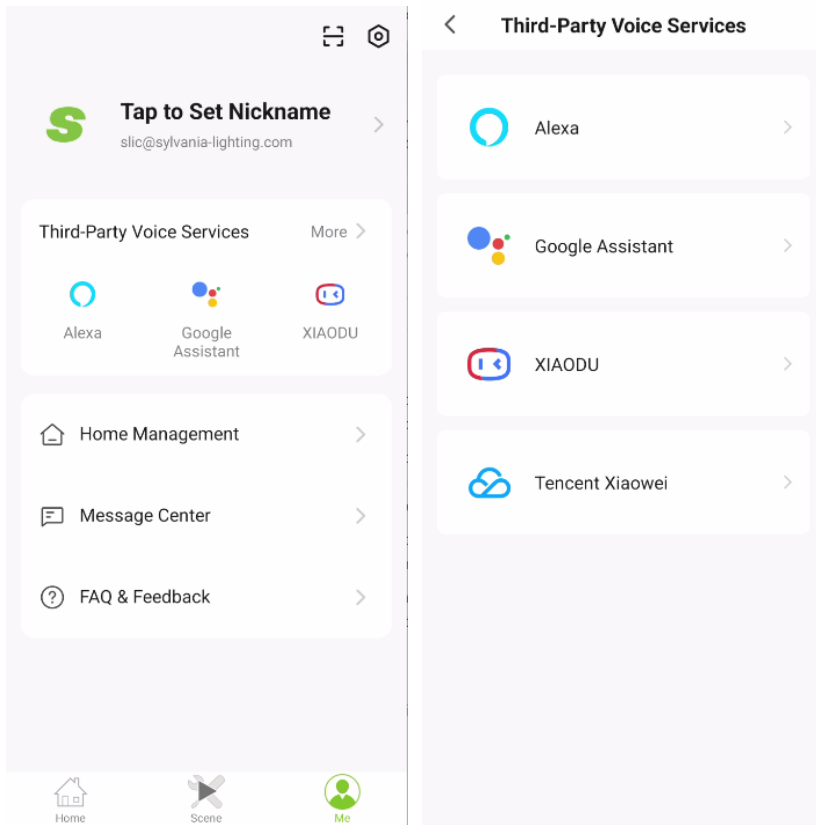 Tap to Set Nickname
slic@sylvania-lighting.com
Third-Party Voice Services More
Alexa
Google
Assistant
XIAODU
Home Management
Message Center
FAQ & Feedback
Home Scene Me
Third-Party Voice Services
Alexa
Google Assistant
XIAODU
Tencent Xiaowei